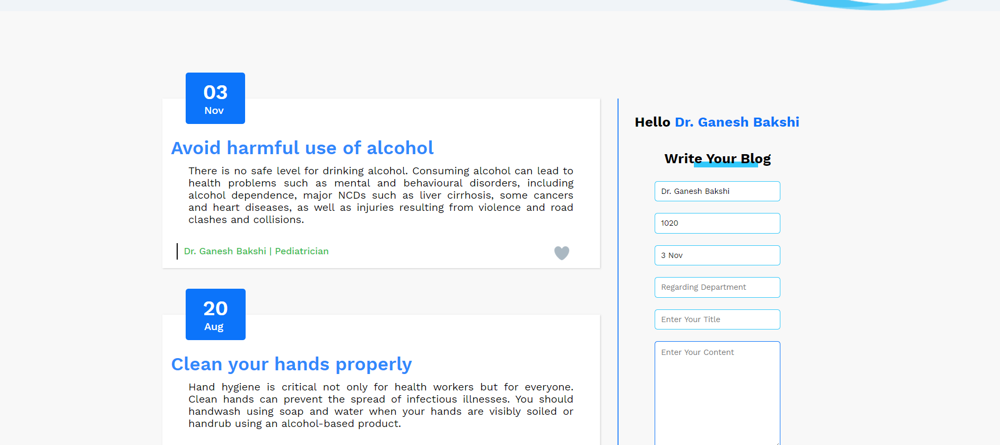 03
Nov
Avoid harmful use of alcohol
There is no safe level for drinking alcohol. Consuming alcohol can lead to
health problems such as mental and behavioural disorders, including
alcohol dependence, major NCDs such as liver cirrhosis, some cancers
and heart diseases, as well as injuries resulting from violence and road
clashes and collisions.
Dr. Ganesh Bakshi | Pediatrician
20
Aug
Clean your hands properly
Hand hygiene is critical not only for health workers but for everyone.
Clean hands can prevent the spread of infectious illnesses. You should
handwash using soap and water when your hands are visibly soiled or
handrub using an alcohol-based product.
Hello Dr. Ganesh Bakshi
Write Your Blog
Dr. Ganesh Bakshi
1020
3 Nov
Regarding Department
Enter Your Title
Enter Your Content